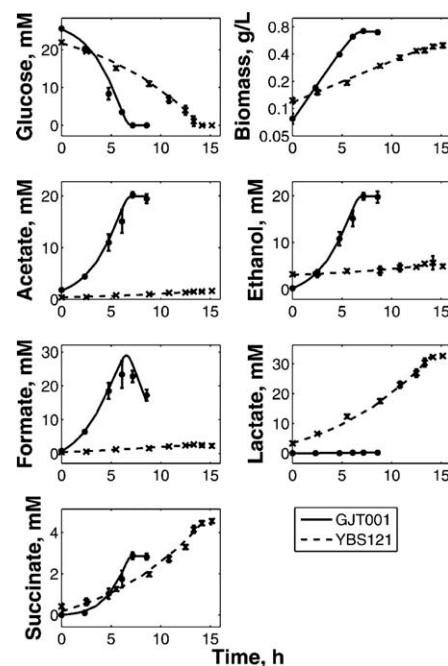 Glucose, mM
20
10
0
0 5 10 15
Biomass, g/L
0.8
0.4
0.2
0.1
0.05
0 5 10 15
Acetate, mM
20
10
0
0 5 10 15
Ethanol, mM
20
10
0
0 5 10 15
Formate, mM
30
20
10
0
0 5 10 15
Lactate, mM
30
20
10
0
0 5 10 15
Succinate, mM
4
2
0
0 5 10 15
GJT001
YBS121
Time, h